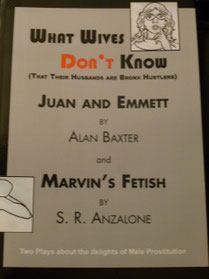 What Wives
Don't Know
(That Their Husbands are Bronx Hustlers)
Juan and Emmett
by
Alan Baxter
and
Marvin's Fetish
by
S. R. Anzalone
Two Plays about the delights of Male Prostitution